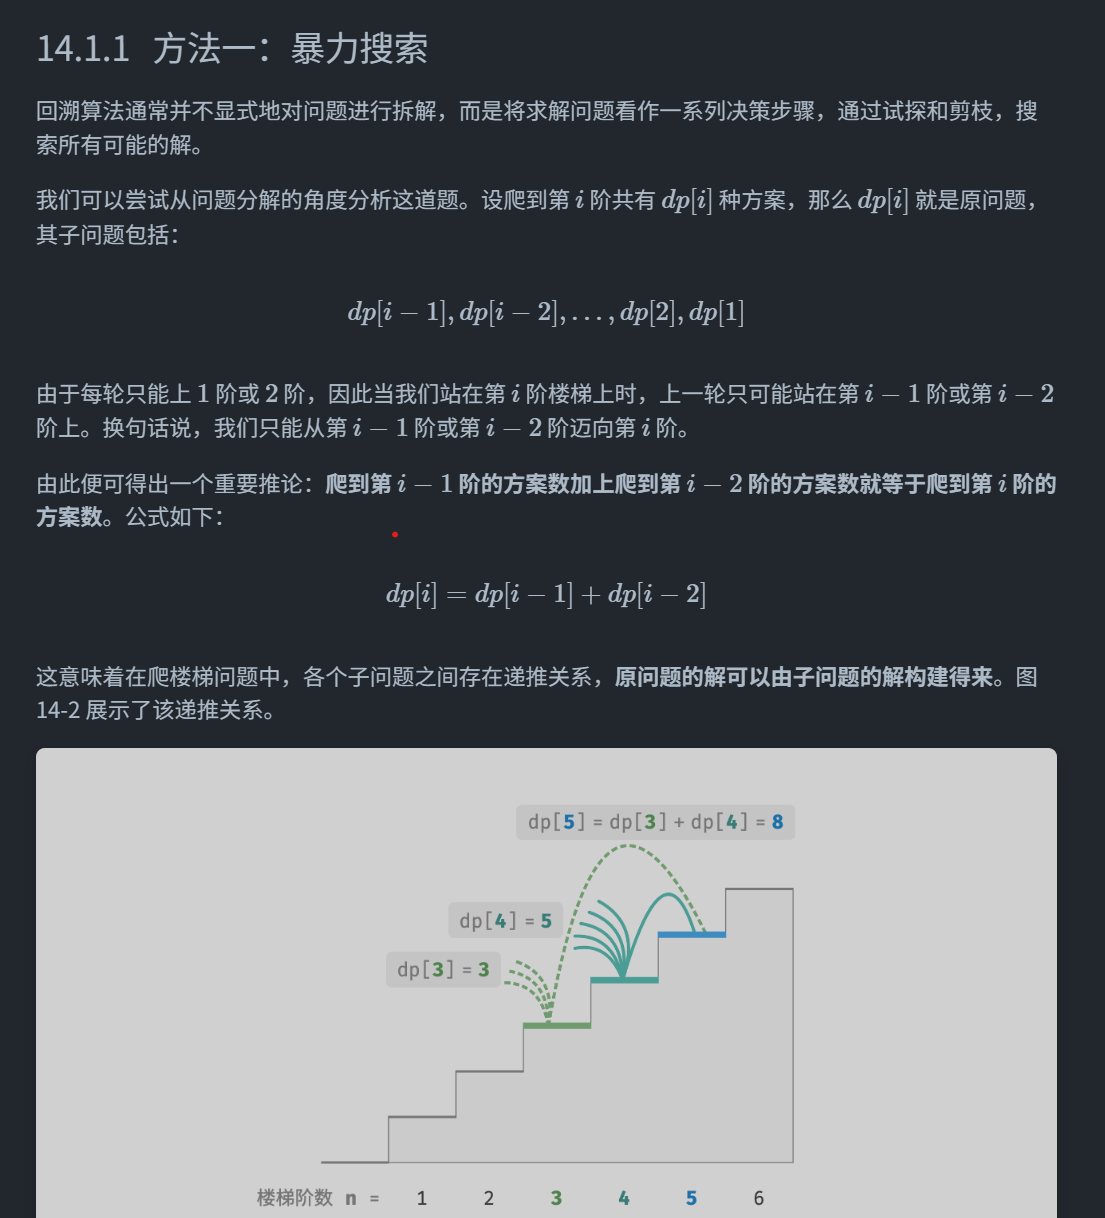 14.1.1 方法一：暴力搜索
回溯算法通常并不显式地对问题进行拆解，而是将求解问题看作一系列决策步骤，通过试探和剪枝，搜
索所有可能的解。
我们可以尝试从问题分解的角度分析这道题。设爬到第 i 阶共有 dp[i] 种方案，那么 dp[i] 就是原问题，
其子问题包括：
dp[i − 1], dp[i − 2], . . . , dp[2], dp[1]
由于每轮只能上 1 阶或 2 阶，因此当我们站在第 i 阶楼梯上时，上一轮只可能站在第 i − 1 阶或第 i − 2
阶上。换句话说，我们只能从第 i − 1 阶或第 i − 2 阶迈向第 i 阶。
由此便可得出一个重要推论：爬到第 i − 1 阶的方案数加上爬到第 i − 2 阶的方案数就等于爬到第 i 阶的
方案数。公式如下：
dp[i] = dp[i − 1] + dp[i − 2]
这意味着在爬楼梯问题中，各个子问题之间存在递推关系，原问题的解可以由子问题的解构建得来。图
14-2 展示了该递推关系。
dp[5] = dp[3] + dp[4] = 8
dp[4] = 5
dp[3] = 3
楼梯阶数 n = 1 2 3 4 5 6